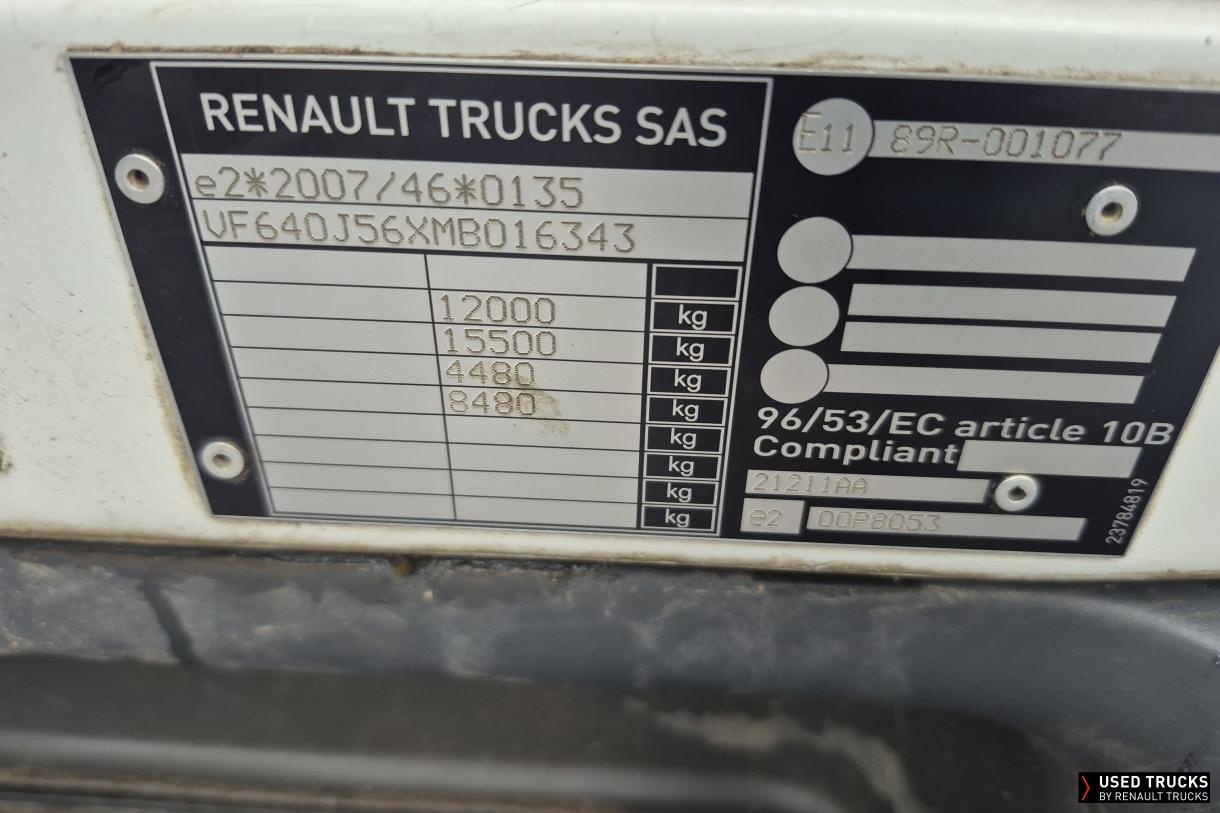 RENAULT TRUCKS SAS
e2*2007/46*0135
VF640J56XMB016343
12000 kg
15500 kg
4480 kg
8480 kg
kg
kg
kg
kg
E11 89R-001077
96/53/EC article 10B
Compliant
21211AA
e2 00P8053
23784819
USED TRUCKS
BY RENAULT TRUCKS